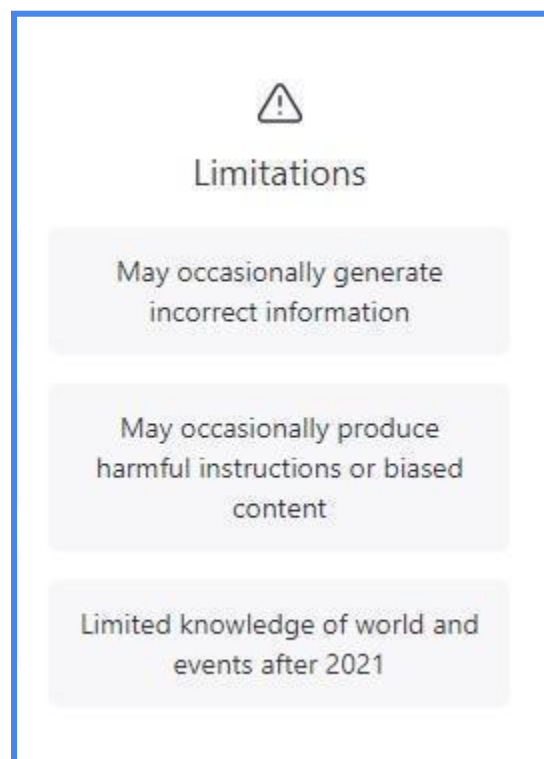 Limitations
May occasionally generate
incorrect information
May occasionally produce
harmful instructions or biased
content
Limited knowledge of world and
events after 2021